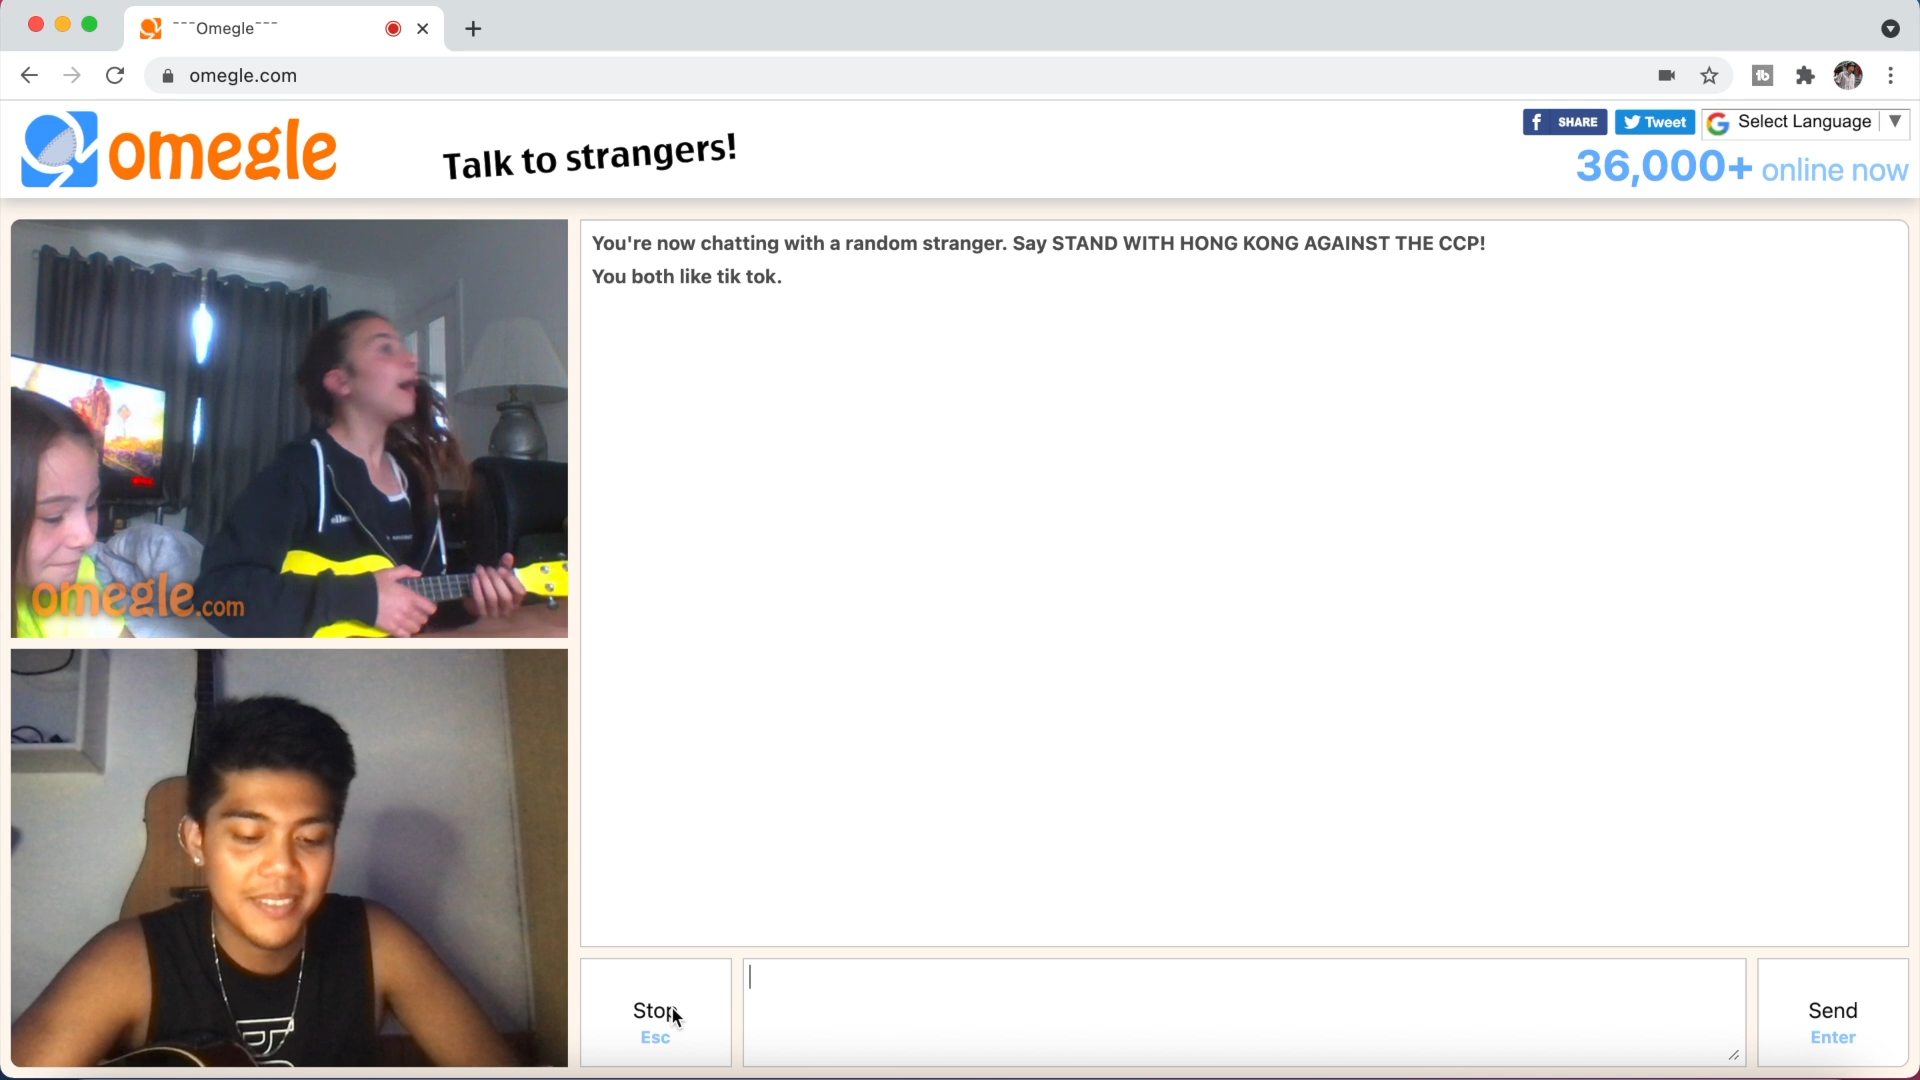 ---Omegle---
omegle.com
omegle
Talk to strangers!
SHARE
Tweet
Select Language
36,000+ online now
You're now chatting with a random stranger. Say STAND WITH HONG KONG AGAINST THE CCP!
You both like tik tok.
omegle.com
Stop
Esc
Send
Enter